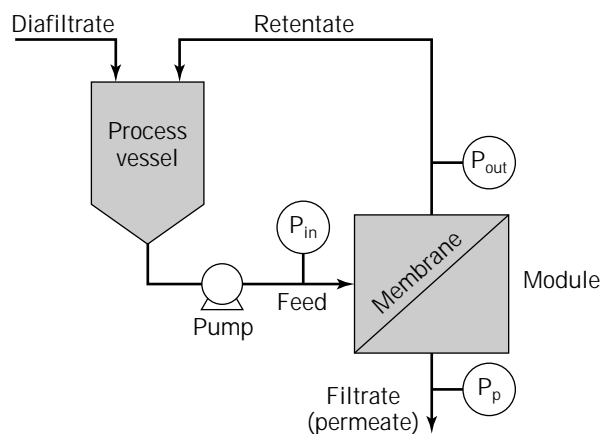 Diafiltrate
Retentate
Process
vessel
P_out
P_in
Membrane
Module
Feed
Pump
P_p
Filtrate
(permeate)